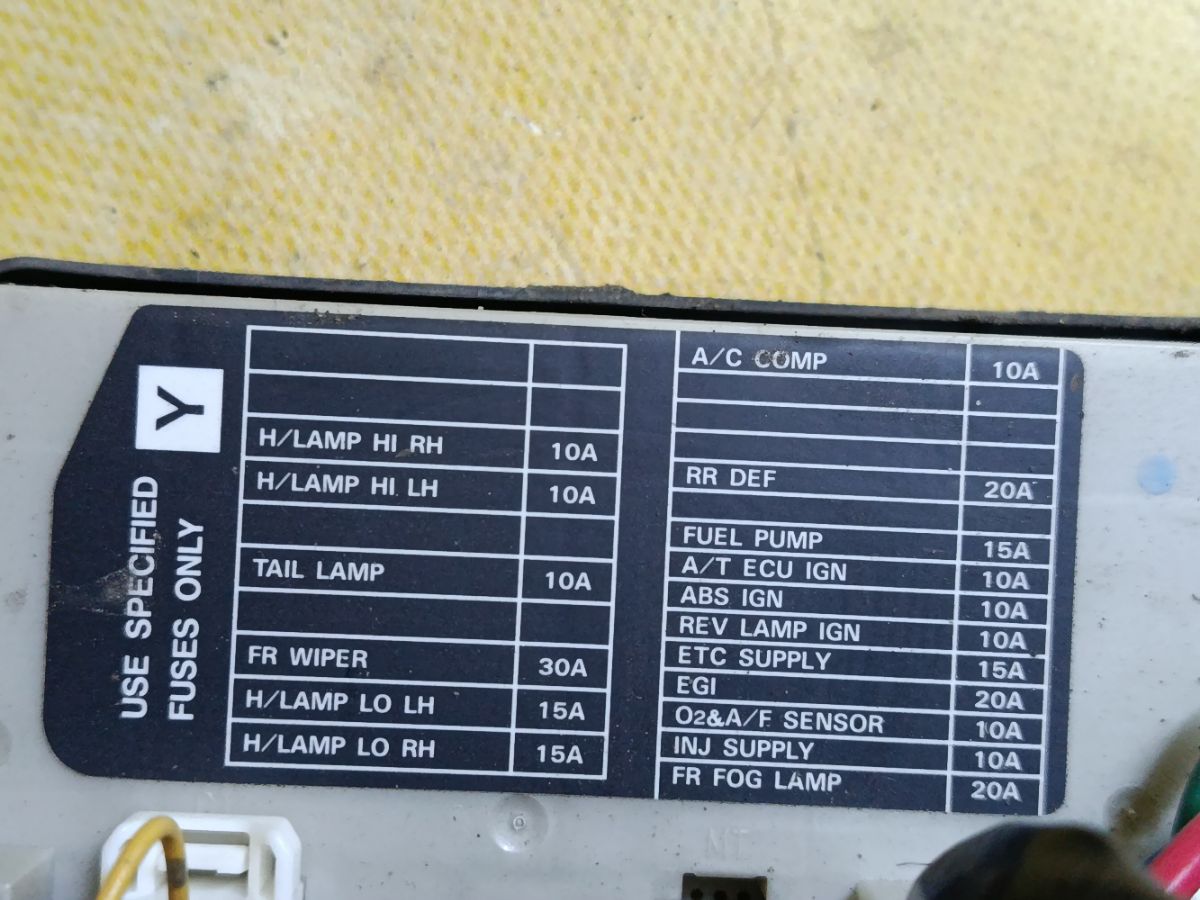 Y
USE SPECIFIED
FUSES ONLY
H/LAMP HI RH 10A
H/LAMP HI LH 10A
TAIL LAMP 10A
FR WIPER 30A
H/LAMP LO LH 15A
H/LAMP LO RH 15A
A/C COMP 10A
RR DEF 20A
FUEL PUMP 15A
A/T ECU IGN 10A
ABS IGN 10A
REV LAMP IGN 10A
ETC SUPPLY 15A
EGI 20A
O2&A/F SENSOR 10A
INJ SUPPLY 10A
FR FOG LAMP 20A